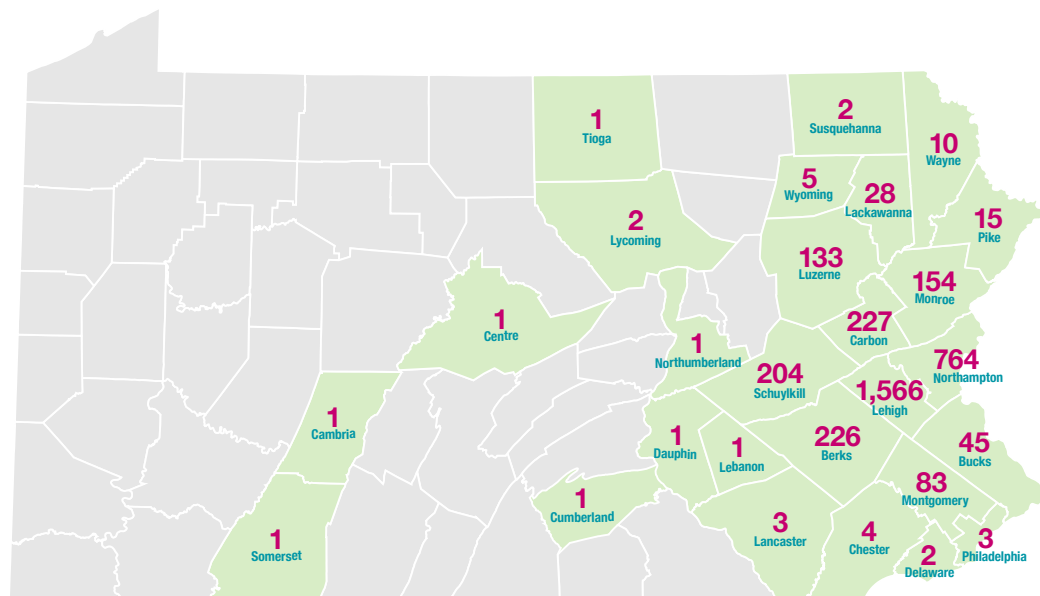 2
Susquehanna
1
Tioga
10
Wayne
5
Wyoming
28
Lackawanna
15
Pike
2
Lycoming
133
Luzerne
154
Monroe
1
Centre
227
Carbon
1
Northumberland
764
Northampton
204
Schuylkill
1,566
Lehigh
1
Cambria
1
Dauphin
1
Lebanon
226
Berks
45
Bucks
83
Montgomery
1
Cumberland
1
Somerset
3
Lancaster
4
Chester
2
Delaware
3
Philadelphia